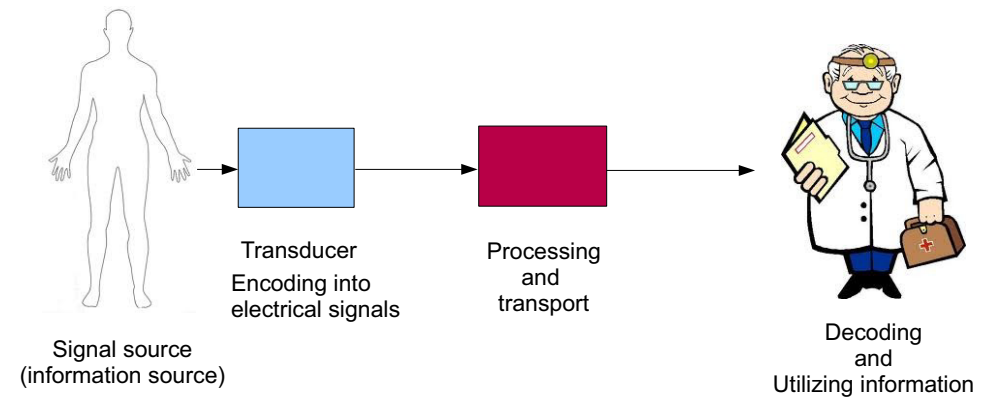 Signal source
(information source)
Transducer
Encoding into
electrical signals
Processing
and
transport
Decoding
and
Utilizing information